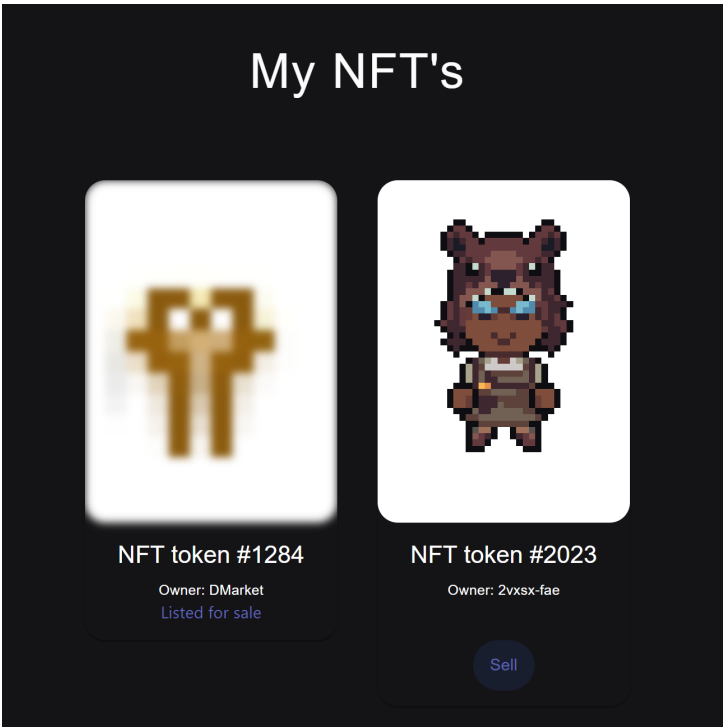 My NFT's
NFT token #1284
Owner: DMarket
Listed for sale
NFT token #2023
Owner: 2vxsx-fae
Sell